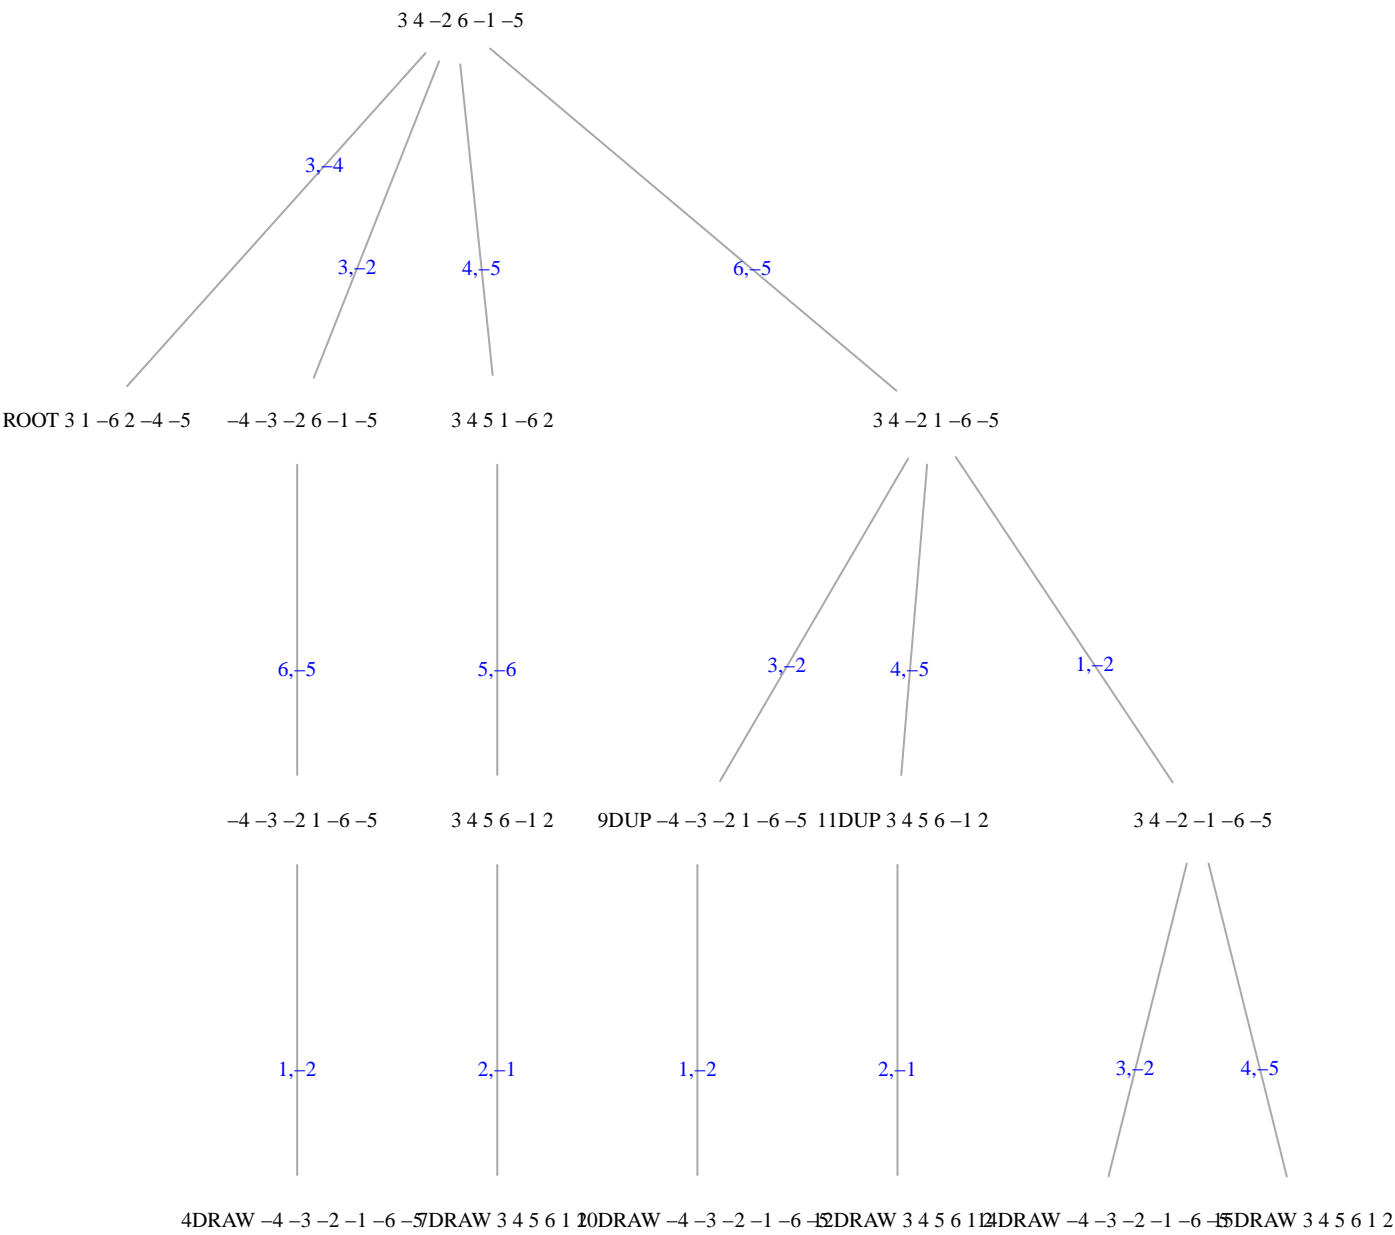 3 4 –2 6 –1 –5
3,–4
3,–2 4,–5 6,–5
ROOT 3 1 –6 2 –4 –5 –4 –3 –2 6 –1 –5 3 4 5 1 –6 2 3 4 –2 1 –6 –5
6,–5 5,–6 3,–2 4,–5 1,–2
–4 –3 –2 1 –6 –5 3 4 5 6 –1 2 9DUP –4 –3 –2 1 –6 –5 11DUP 3 4 5 6 –1 2 3 4 –2 –1 –6 –5
1,–2 2,–1 1,–2 2,–1 3,–2 4,–5
4DRAW –4 –3 –2 –1 –6 –5 7DRAW 3 4 5 6 1 2 10DRAW –4 –3 –2 –1 –6 –5 12DRAW 3 4 5 6 1 2 14DRAW –4 –3 –2 –1 –6 –5 15DRAW 3 4 5 6 1 2